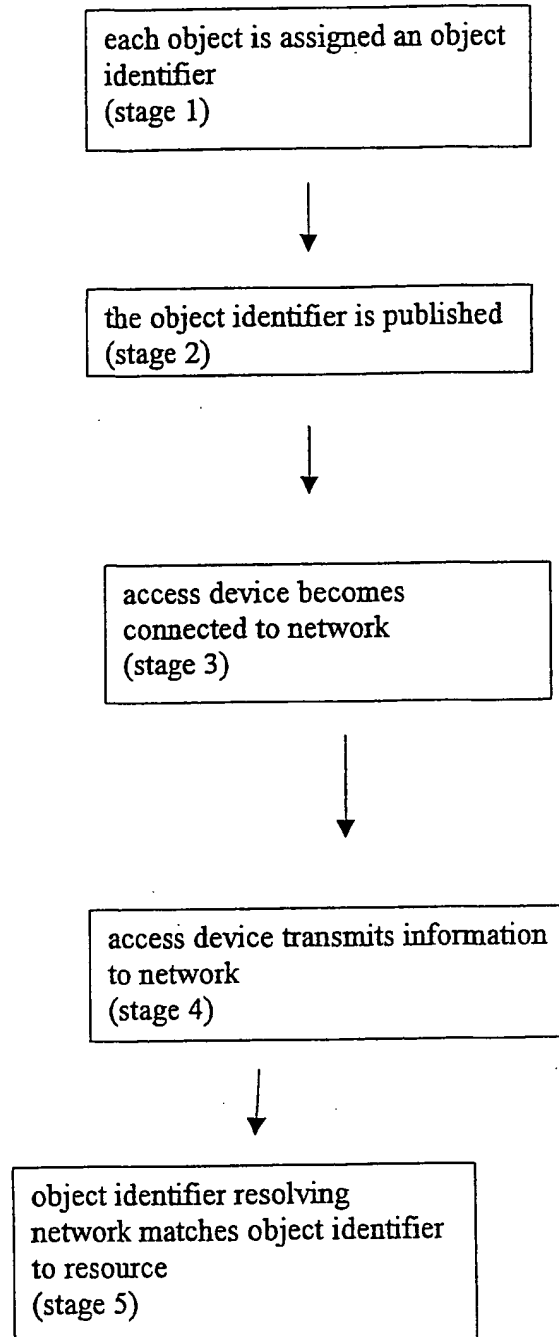 each object is assigned an object
identifier
(stage 1)
the object identifier is published
(stage 2)
access device becomes
connected to network
(stage 3)
access device transmits information
to network
(stage 4)
object identifier resolving
network matches object identifier
to resource
(stage 5)